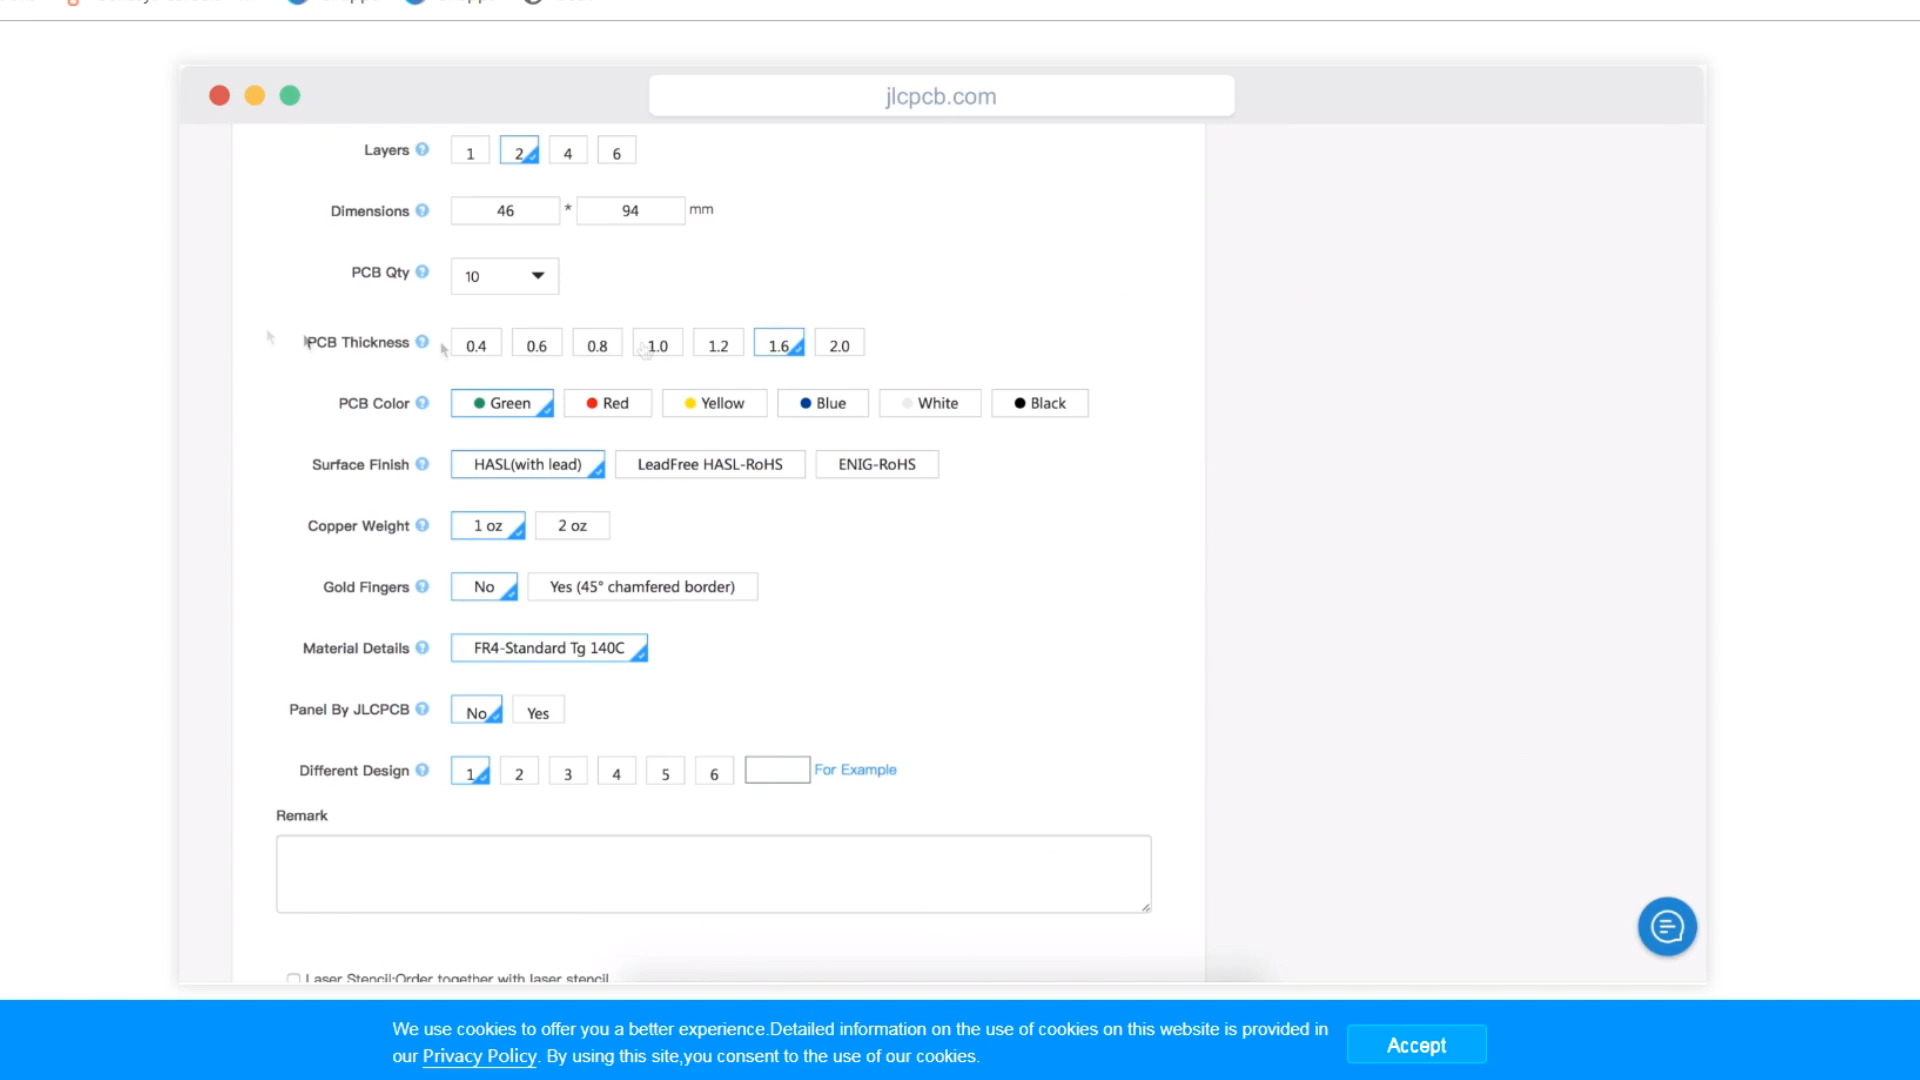 jlcpcb.com
Layers 1 2 4 6
Dimensions 46 * 94 mm
PCB Qty 10
PCB Thickness 0.4 0.6 0.8 1.0 1.2 1.6 2.0
PCB Color Green Red Yellow Blue White Black
Surface Finish HASL(with lead) LeadFree HASL-RoHS ENIG-RoHS
Copper Weight 1 oz 2 oz
Gold Fingers No Yes (45° chamfered border)
Material Details FR4-Standard Tg 140C
Panel By JLCPCB No Yes
Different Design 1 2 3 4 5 6 For Example
Remark
Laser Stencil:Order together with laser stencil
We use cookies to offer you a better experience.Detailed information on the use of cookies on this website is provided in
our Privacy Policy. By using this site,you consent to the use of our cookies.
Accept